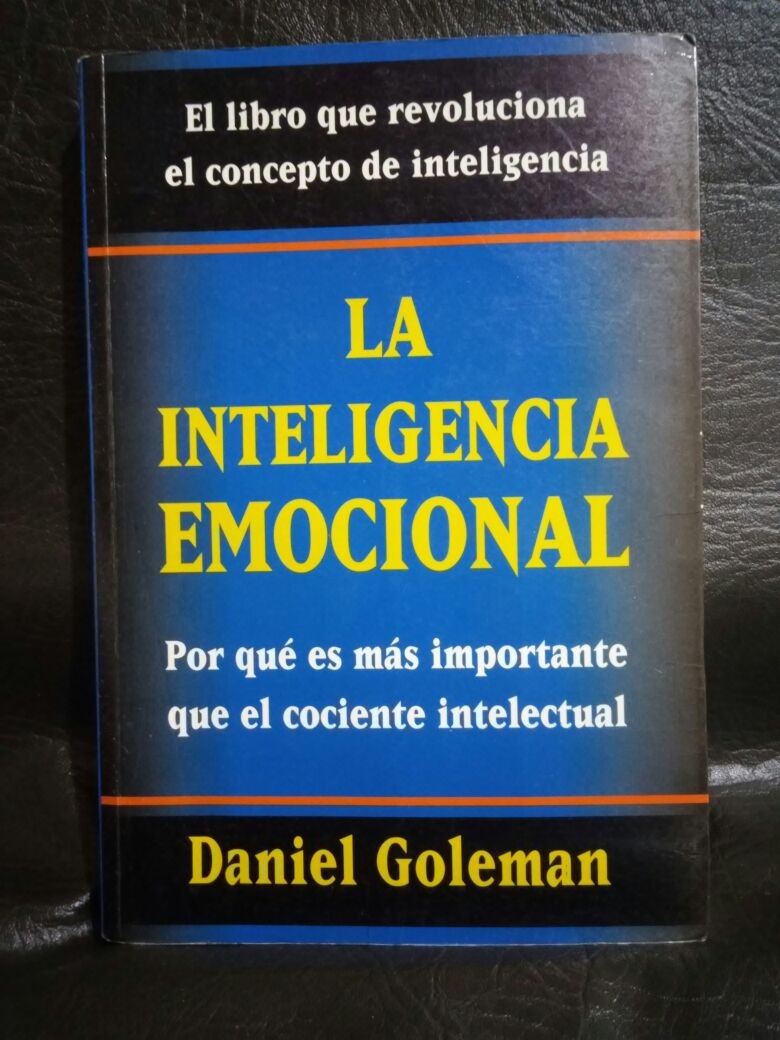 El libro que revoluciona
el concepto de inteligencia
LA
INTELIGENCIA
EMOCIONAL
Por qué es más importante
que el cociente intelectual
Daniel Goleman